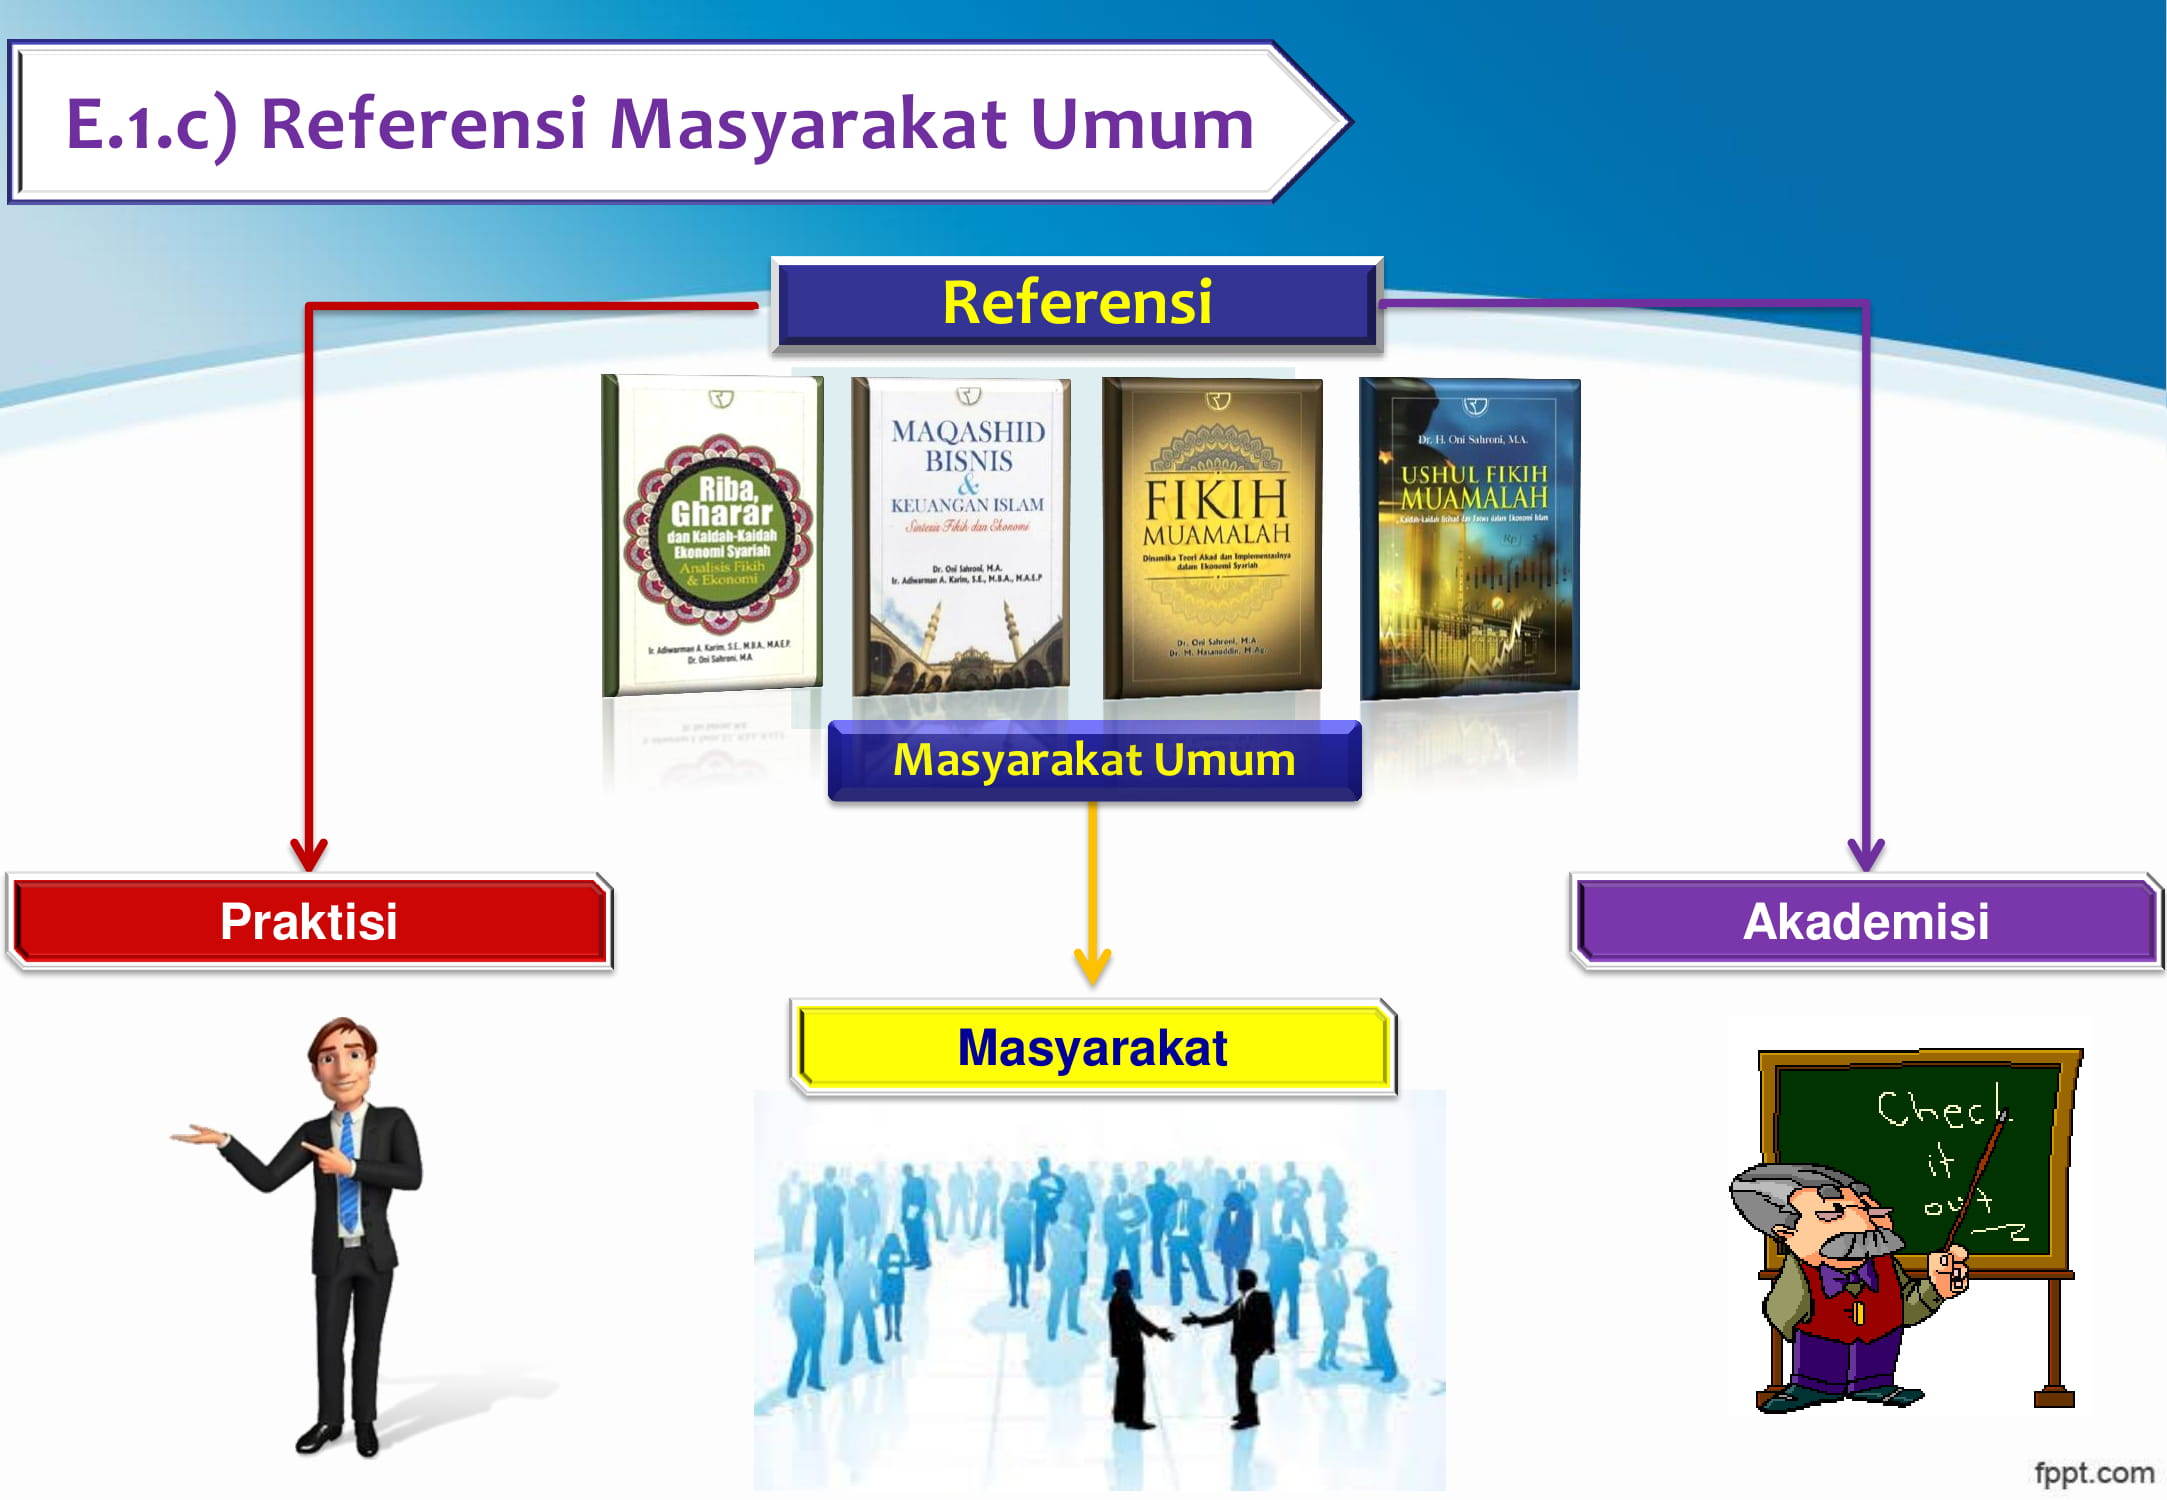 E.1.c) Referensi Masyarakat Umum
Referensi
Riba,
Gharar
dan Kaidah-Kaidah
Ekonomi Syariah
Analisis Fikih
& Ekonomi
Ir. Adiwarman A. Karim, S.E., M.B.A., M.A.E.P.
Dr. Oni Sahroni, M.A.
MAQASHID
BISNIS
&
KEUANGAN ISLAM
Sintesis Fikih dan Ekonomi
Dr. Oni Sahroni, M.A.
Ir. Adiwarman A. Karim, S.E., M.B.A., M.A.E.P
FIKIH
MUAMALAH
Dinamika Teori Akad dan Implementasinya
dalam Ekonomi Syariah
Dr. Oni Sahroni, M.A.
Dr. M. Hasanuddin, M.Ag.
Dr. H. Oni Sahroni, M.A.
USHUL FIKIH
MUAMALAH
Kaidah-kaidah Ijtihad dan Fatwa dalam Ekonomi Islam
Rp
Masyarakat Umum
Praktisi
Akademisi
Masyarakat
Check
it
out
fppt.com